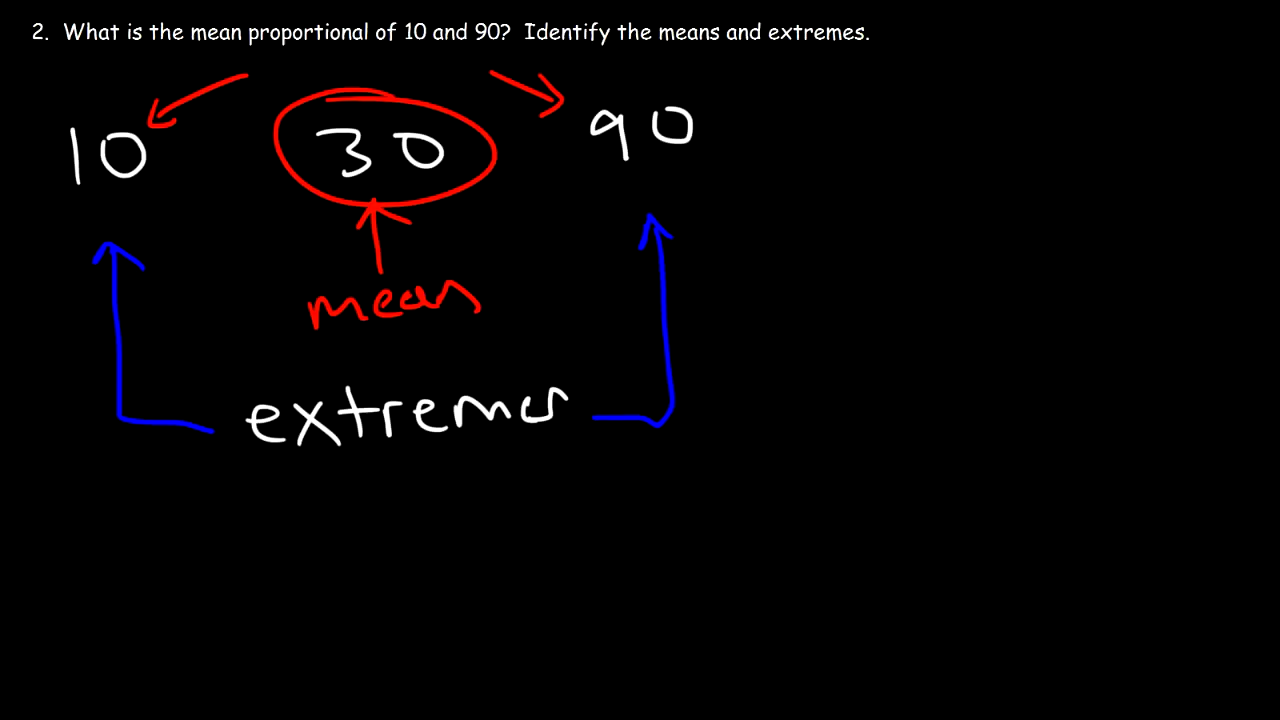 2. What is the mean proportional of 10 and 90? Identify the means and extremes.
10 30 90
mean
extremes